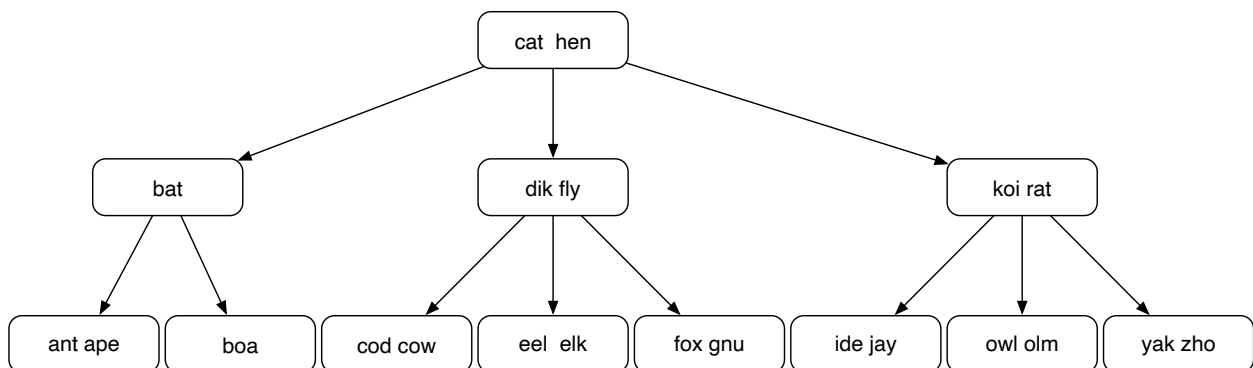 cat hen
bat
dik fly
koi rat
ant ape
boa
cod cow
eel elk
fox gnu
ide jay
owl olm
yak zho